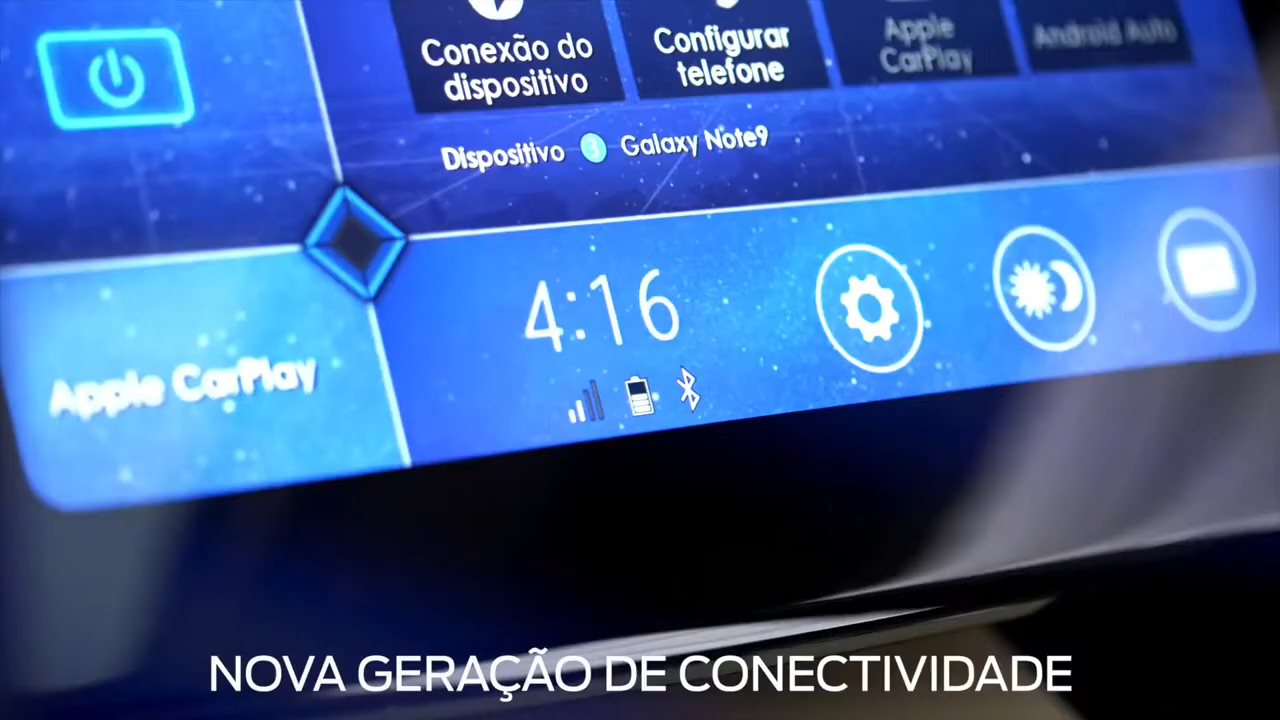 Conexão do
dispositivo
Configurar
telefone
Apple
CarPlay
Android Auto
Dispositivo
Galaxy Note9
4:16
Apple CarPlay
NOVA GERAÇÃO DE CONECTIVIDADE